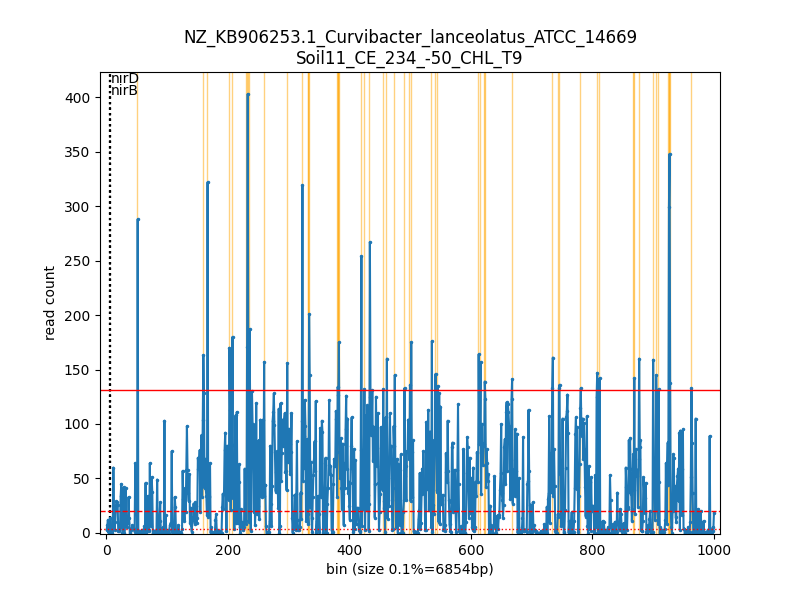 NZ_KB906253.1_Curvibacter_lanceolatus_ATCC_14669
Soil11_CE_234_-50_CHL_T9
nirD
nirB
400
350
300
250
200
150
100
50
0
read count
0
200
400
600
800
1000
bin (size 0.1%=6854bp)